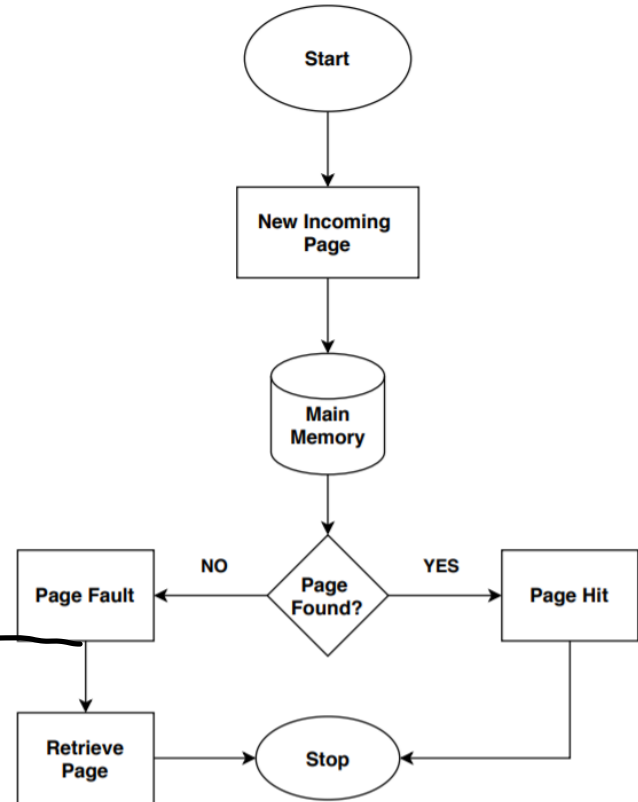 Start
New Incoming
Page
Main
Memory
NO
YES
Page Fault
Page
Found?
Page Hit
Retrieve
Page
Stop